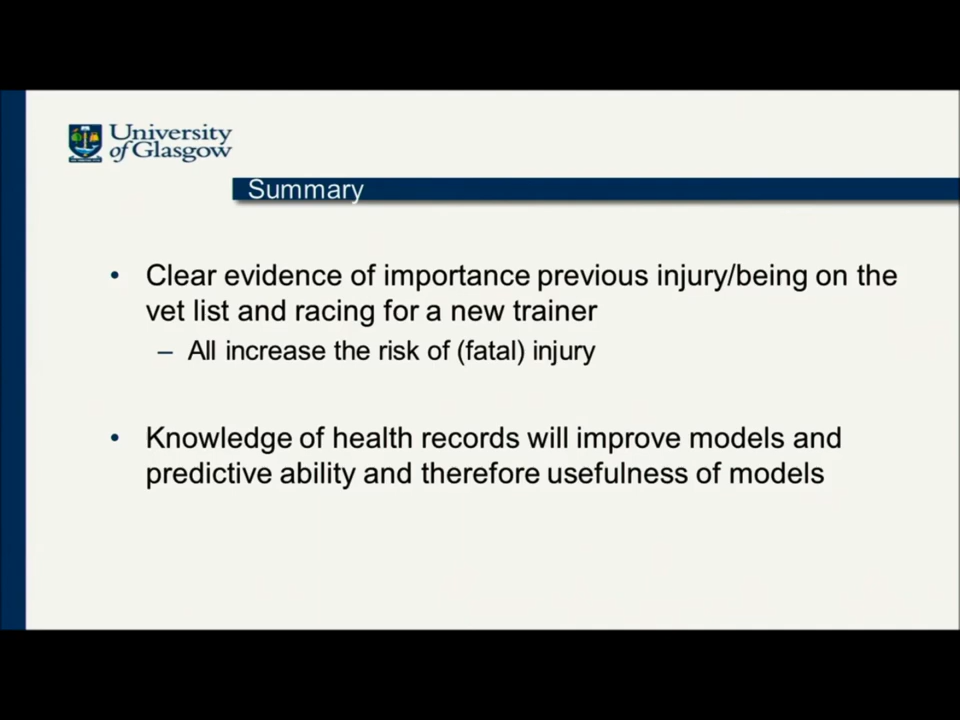 University
of Glasgow
Summary
• Clear evidence of importance previous injury/being on the
vet list and racing for a new trainer
– All increase the risk of (fatal) injury
• Knowledge of health records will improve models and
predictive ability and therefore usefulness of models